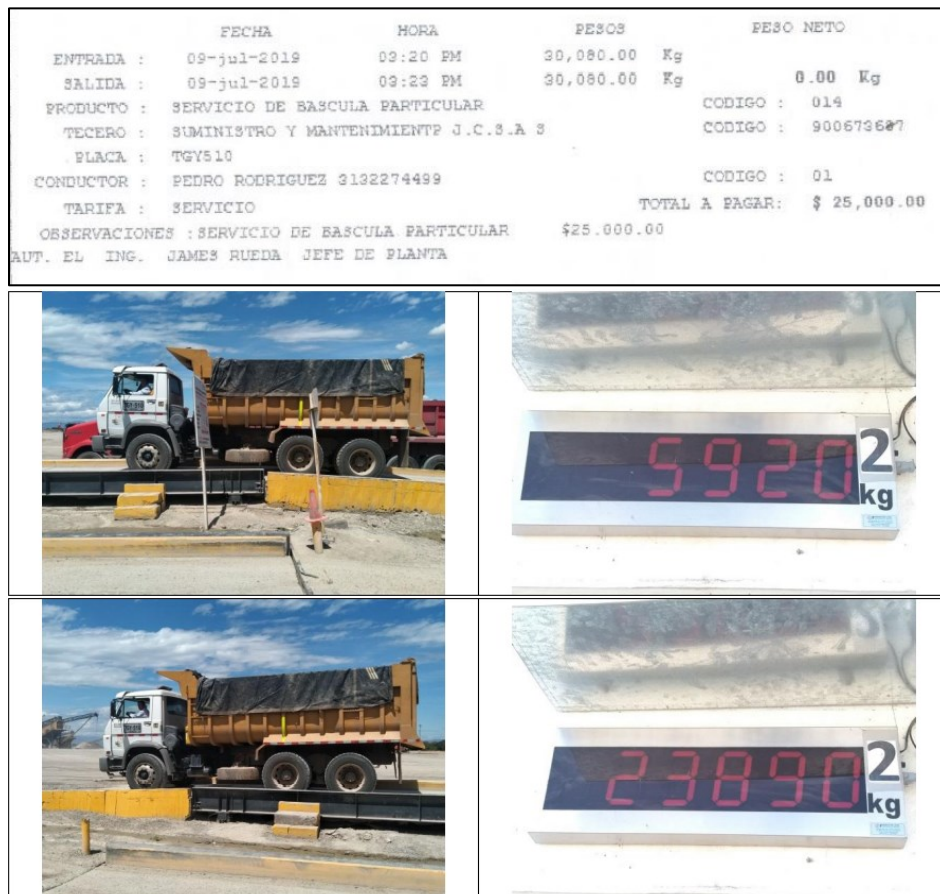 FECHA HORA PESOS PESO NETO
ENTRADA : 09-jul-2019 03:20 PM 30,080.00 Kg
SALIDA : 09-jul-2019 03:23 PM 30,080.00 Kg 0.00 Kg
PRODUCTO : SERVICIO DE BASCULA PARTICULAR CODIGO : 014
TECERO : SUMINISTRO Y MANTENIMIENTP J.C.S.A S CODIGO : 900673687
PLACA : TGY510
CONDUCTOR : PEDRO RODRIGUEZ 3132274499 CODIGO : 01
TARIFA : SERVICIO TOTAL A PAGAR: $ 25,000.00
OBSERVACIONES :SERVICIO DE BASCULA PARTICULAR $25.000.00
AUT. EL ING. JAMES RUEDA JEFE DE PLANTA
5920 2
kg
23890 2
kg